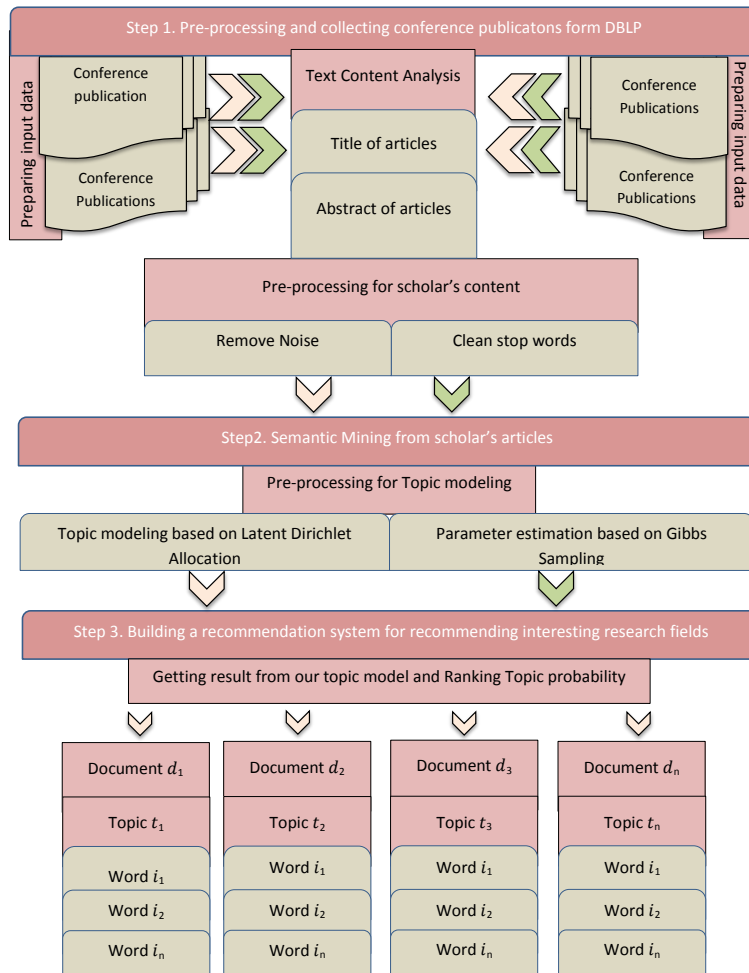 Step 1. Pre-processing and collecting conference publicatons form DBLP
Preparing input data
Conference
publication
Conference
Publications
Text Content Analysis
Title of articles
Abstract of articles
Conference
Publications
Conference
Publications
Preparing input data
Pre-processing for scholar’s content
Remove Noise
Clean stop words
Step2. Semantic Mining from scholar’s articles
Pre-processing for Topic modeling
Topic modeling based on Latent Dirichlet
Allocation
Parameter estimation based on Gibbs
Sampling
Step 3. Building a recommendation system for recommending interesting research fields
Getting result from our topic model and Ranking Topic probability
Document d₁
Document d₂
Document d₃
Document dₙ
Topic t₁
Topic t₂
Topic t₃
Topic tₙ
Word i₁
Word i₁
Word i₁
Word i₁
Word i₂
Word i₂
Word i₂
Word i₂
Word iₙ
Word iₙ
Word iₙ
Word iₙ